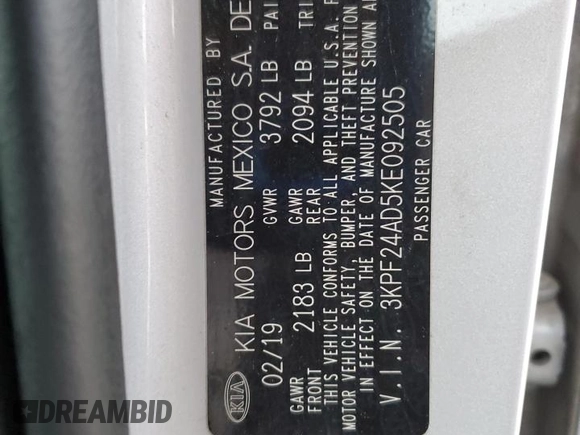 MANUFACTURED BY
KIA KIA MOTORS MEXICO S.A. DE
02/19 GVWR 3792 LB PAI
GAWR FRONT 2183 LB GAWR REAR 2094 LB TRI
THIS VEHICLE CONFORMS TO ALL APPLICABLE U.S.A. F
MOTOR VEHICLE SAFETY, BUMPER, AND THEFT PREVENTION
IN EFFECT ON THE DATE OF MANUFACTURE SHOWN A
V.I.N. 3KPF24AD5KE092505
PASSENGER CAR
DREAMBID